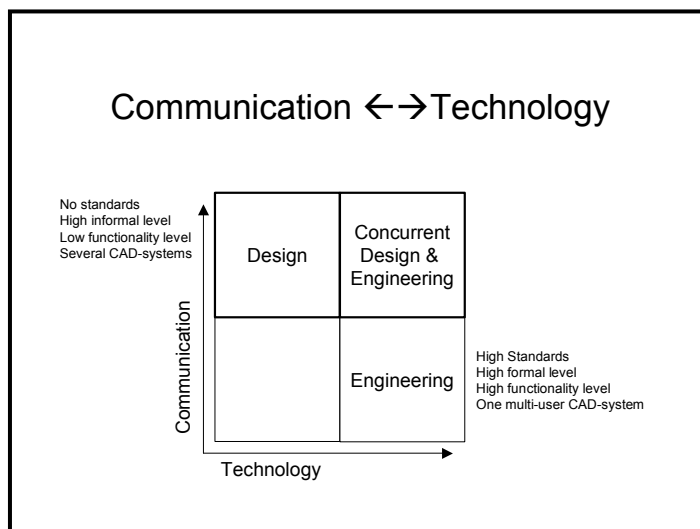 Communication ←→Technology
No standards
High informal level
Low functionality level
Several CAD-systems
Design
Concurrent
Design &
Engineering
Communication
Engineering
High Standards
High formal level
High functionality level
One multi-user CAD-system
Technology